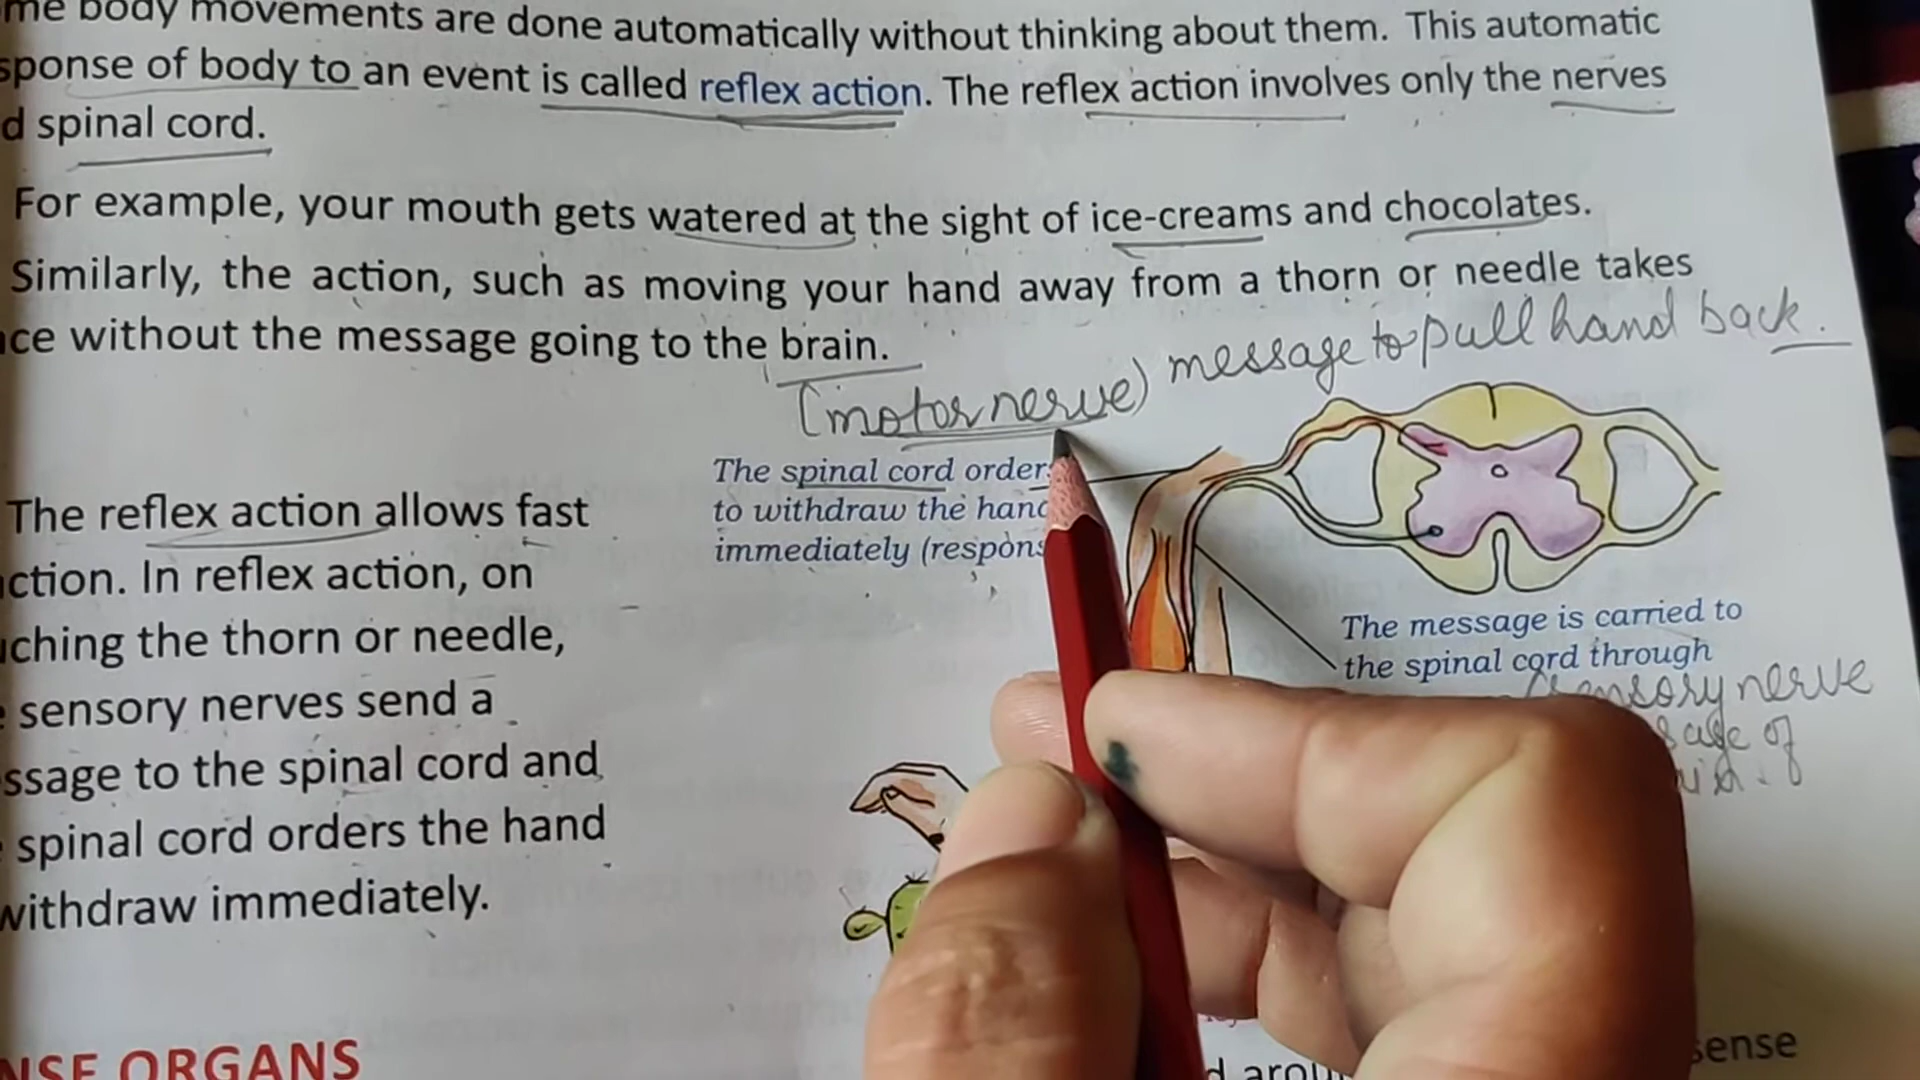 me body movements are done automatically without thinking about them. This automatic
sponse of body to an event is called reflex action. The reflex action involves only the nerves
d spinal cord.
For example, your mouth gets watered at the sight of ice-creams and chocolates.
Similarly, the action, such as moving your hand away from a thorn or needle takes
ce without the message going to the brain.
(motor nerve) message to pull hand back.
The spinal cord orders
to withdraw the hand
immediately (respons
The reflex action allows fast
ction. In reflex action, on
ching the thorn or needle,
sensory nerves send a
ssage to the spinal cord and
spinal cord orders the hand
withdraw immediately.
The message is carried to
the spinal cord through
(sensory nerve
sage of
NSE ORGANS
sense